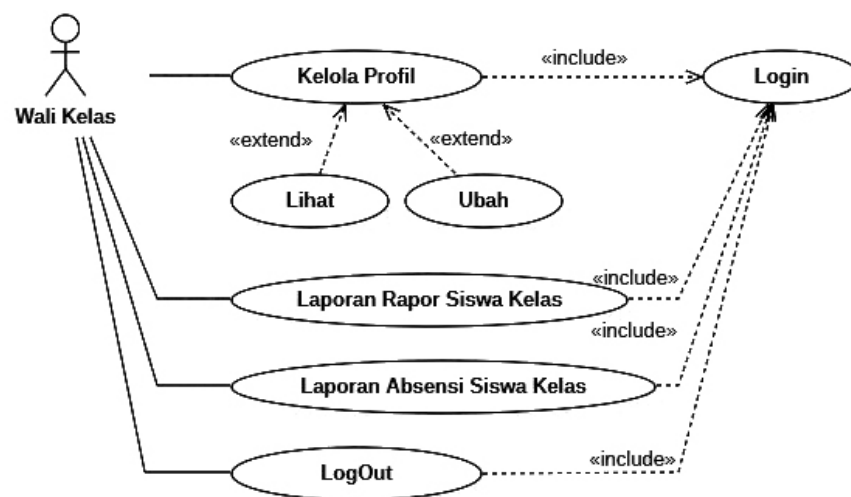 «include»
Kelola Profil
Login
Wali Kelas
«extend»
«extend»
Lihat
Ubah
«include»
Laporan Rapor Siswa Kelas
«include»
Laporan Absensi Siswa Kelas
«include»
LogOut